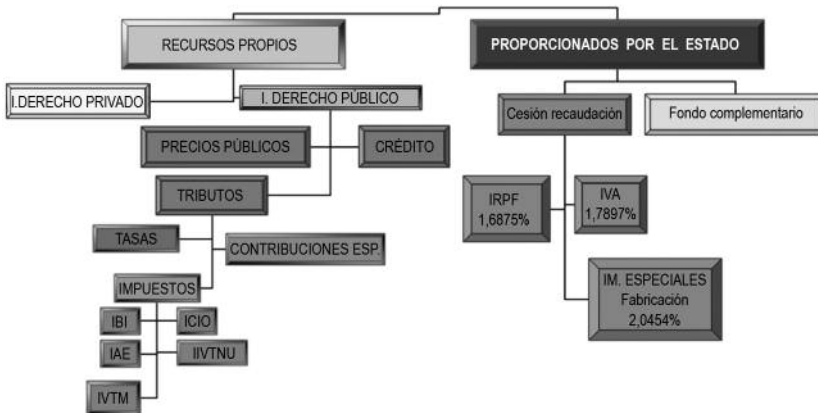 RECURSOS PROPIOS
PROPORCIONADOS POR EL ESTADO
I.DERECHO PRIVADO
I. DERECHO PÚBLICO
Cesión recaudación
Fondo complementario
PRECIOS PÚBLICOS
CRÉDITO
TRIBUTOS
IRPF
1,6875%
IVA
1,7897%
TASAS
CONTRIBUCIONES ESP.
IMPUESTOS
IM. ESPECIALES
Fabricación
2,0454%
IBI
ICIO
IAE
IIVTNU
IVTM